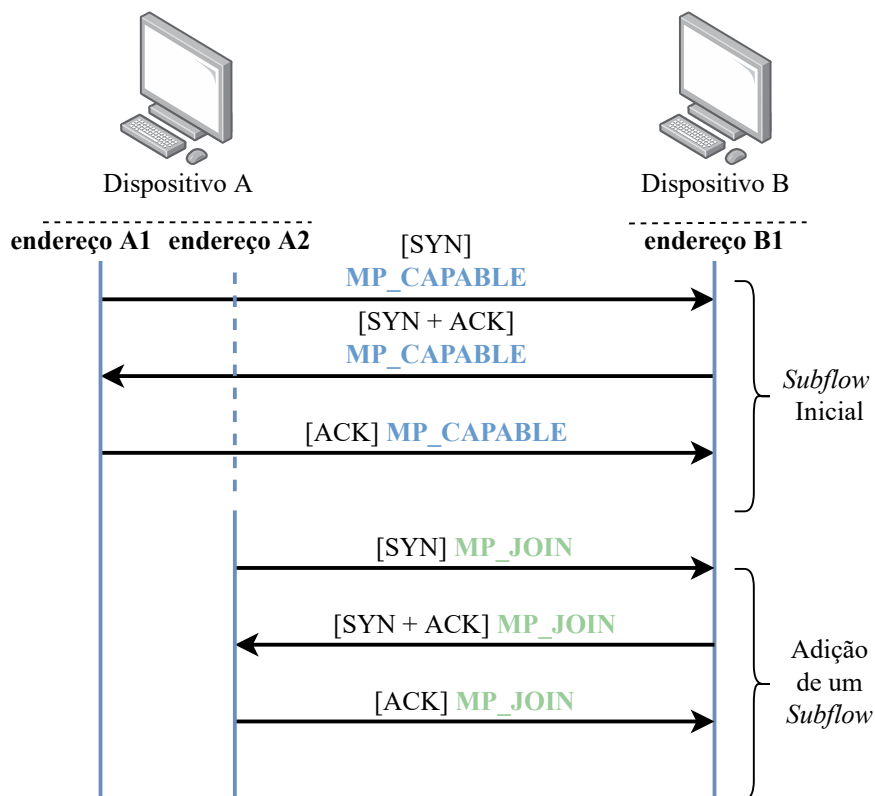 Dispositivo A
Dispositivo B
endereço A1 endereço A2
endereço B1
[SYN]
MP_CAPABLE
[SYN + ACK]
MP_CAPABLE
[ACK] MP_CAPABLE
Subflow
Inicial
[SYN] MP_JOIN
[SYN + ACK] MP_JOIN
[ACK] MP_JOIN
Adição
de um
Subflow